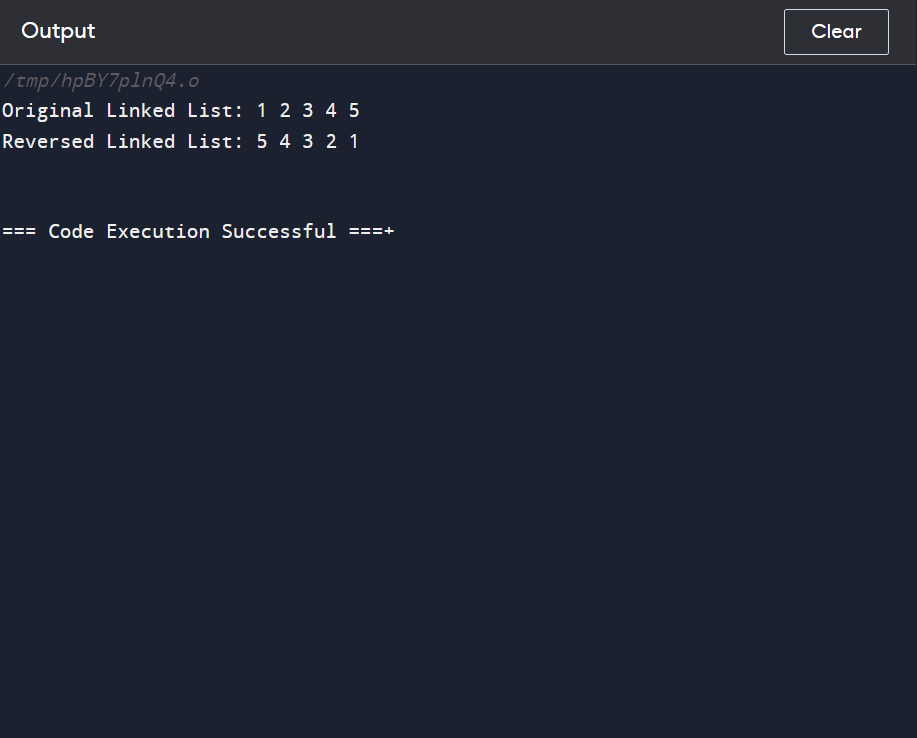 Output
Clear
/tmp/hpBY7plnQ4.o
Original Linked List: 1 2 3 4 5
Reversed Linked List: 5 4 3 2 1
=== Code Execution Successful ===+